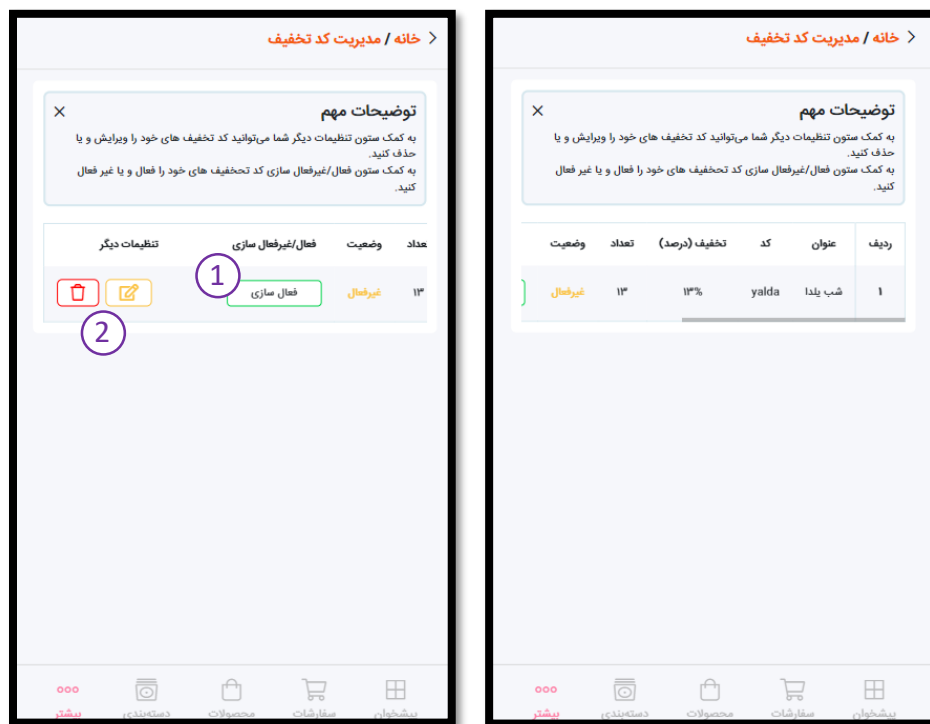 خانه / مدیریت کد تخفیف
توضیحات مهم
به کمک ستون تنظیمات دیگر شما می‌توانید کد تخفیف های خود را ویرایش و یا
حذف کنید.
به کمک ستون فعال/غیرفعال سازی کد تحخفیف های خود را فعال و یا غیر فعال
کنید.
ردیف عنوان کد تخفیف (درصد) تعداد وضعیت
۱ شب یلدا yalda ۱۳% ۱۳ غیرفعال
پیشخوان سفارشات محصولات دسته‌بندی بیشتر
خانه / مدیریت کد تخفیف
توضیحات مهم
به کمک ستون تنظیمات دیگر شما می‌توانید کد تخفیف های خود را ویرایش و یا
حذف کنید.
به کمک ستون فعال/غیرفعال سازی کد تحخفیف های خود را فعال و یا غیر فعال
کنید.
عداد وضعیت فعال/غیرفعال سازی تنظیمات دیگر
۱۳ غیرفعال فعال سازی
1
2
پیشخوان سفارشات محصولات دسته‌بندی بیشتر